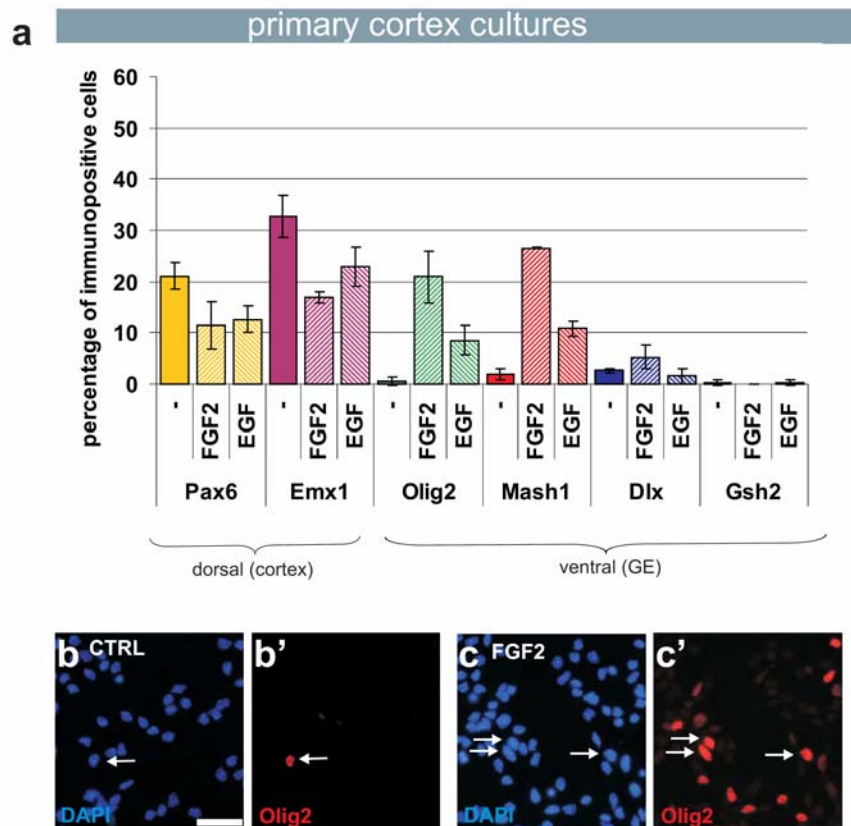 primary cortex cultures
a
percentage of immunopositive cells
60
50
40
30
20
10
0
- FGF2 EGF - FGF2 EGF - FGF2 EGF - FGF2 EGF - FGF2 EGF - FGF2 EGF
Pax6 Emx1 Olig2 Mash1 Dlx Gsh2
dorsal (cortex) ventral (GE)
b CTRL b' c FGF2 c'
DAPI Olig2 DAPI Olig2